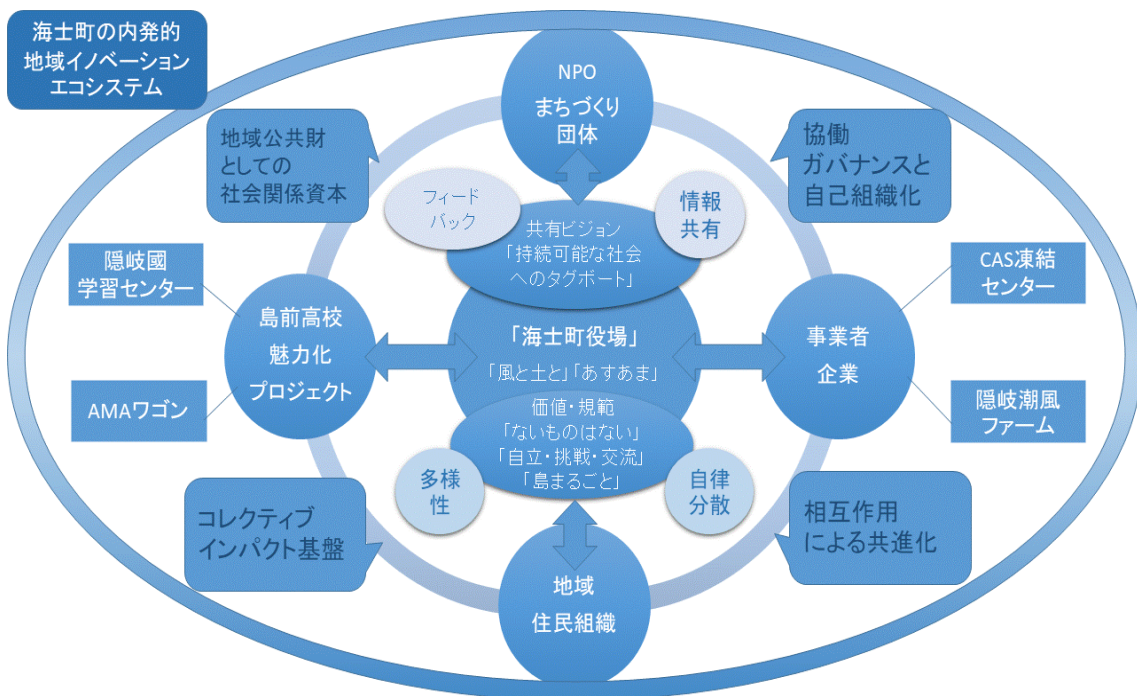 海士町の内発的
地域イノベーション
エコシステム
NPO
まちづくり
団体
地域公共財
としての
社会関係資本
協働
ガバナンスと
自己組織化
フィード
バック
情報
共有
共有ビジョン
「持続可能な社会
へのタグボート」
隠岐國
学習センター
CAS凍結
センター
島前高校
魅力化
プロジェクト
「海士町役場」
「風と土と」「あすあま」
事業者
企業
AMAワゴン
隠岐潮風
ファーム
価値・規範
「ないものはない」
「自立・挑戦・交流」
「島まるごと」
多様
性
自律
分散
コレクティブ
インパクト基盤
相互作用
による共進化
地域
住民組織